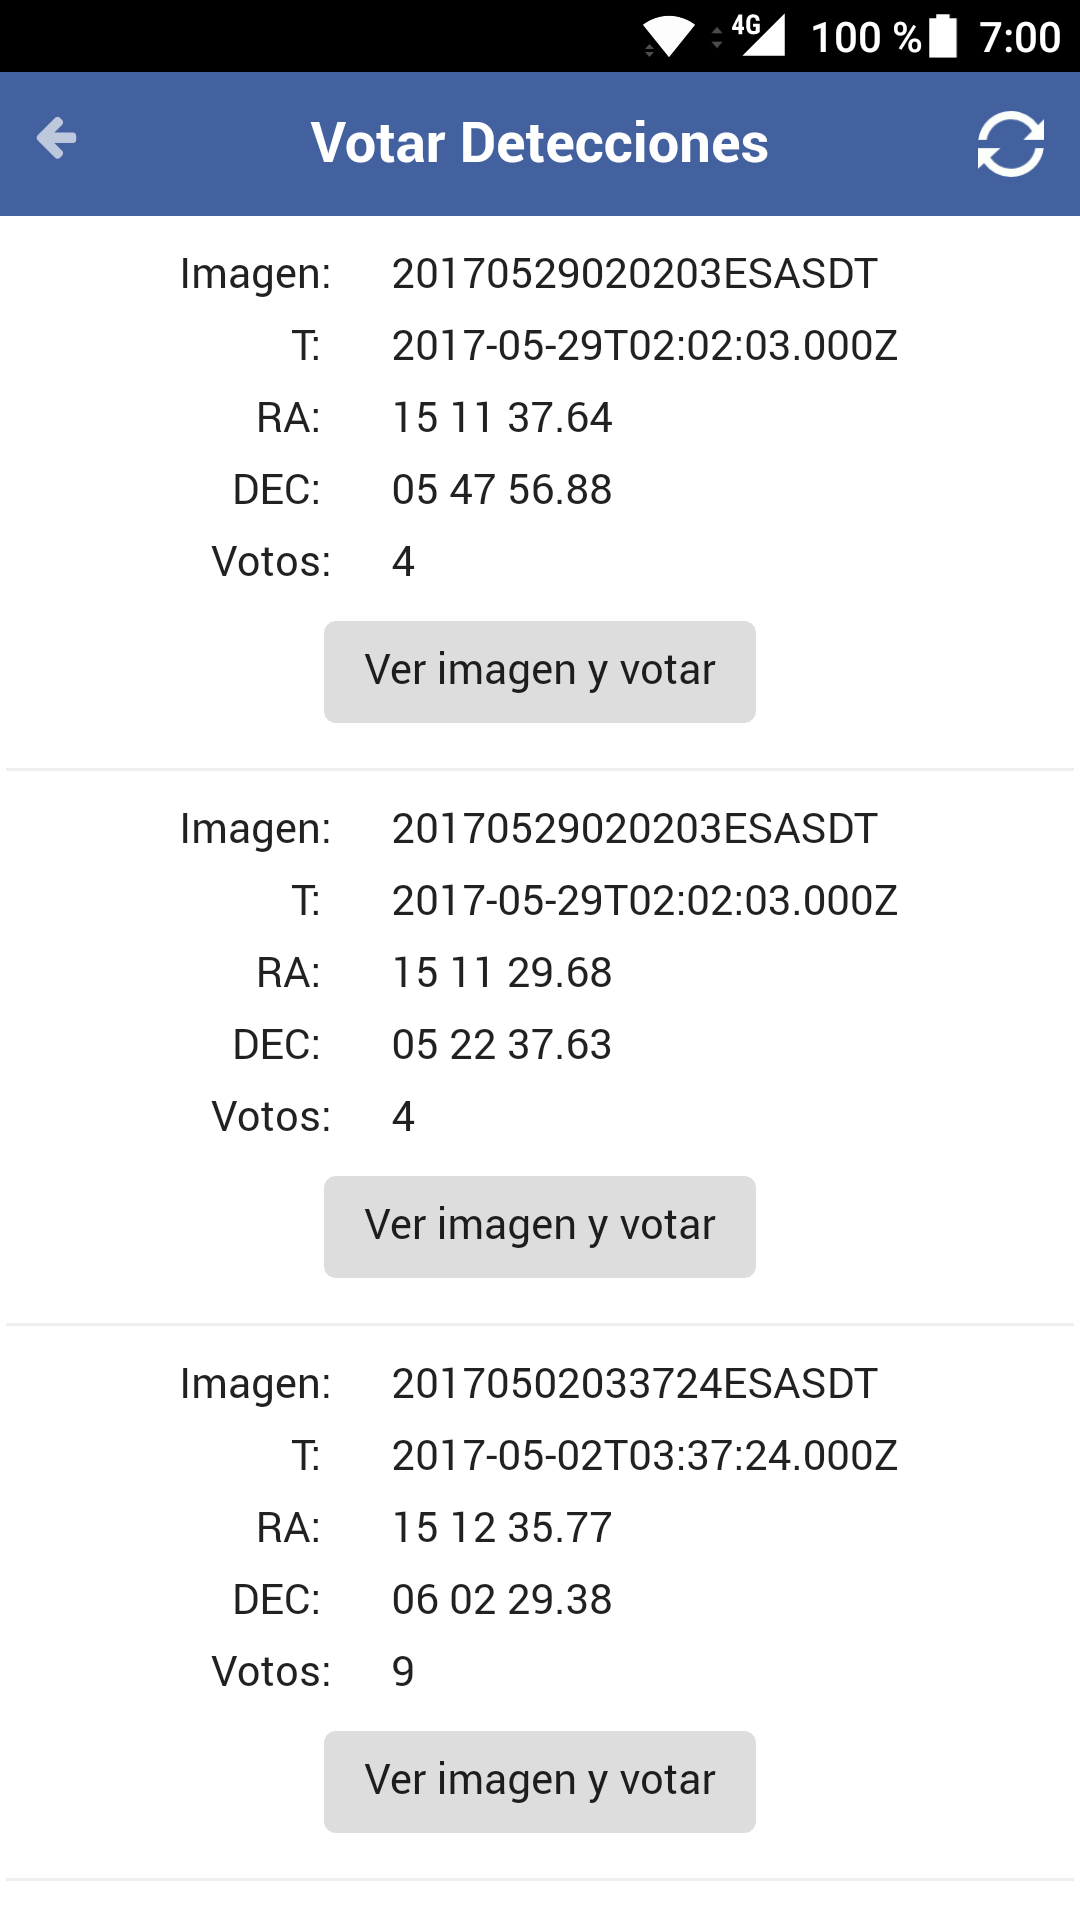 4G 100 % 7:00
Votar Detecciones
Imagen: 20170529020203ESASDT
T: 2017-05-29T02:02:03.000Z
RA: 15 11 37.64
DEC: 05 47 56.88
Votos: 4
Ver imagen y votar
Imagen: 20170529020203ESASDT
T: 2017-05-29T02:02:03.000Z
RA: 15 11 29.68
DEC: 05 22 37.63
Votos: 4
Ver imagen y votar
Imagen: 20170502033724ESASDT
T: 2017-05-02T03:37:24.000Z
RA: 15 12 35.77
DEC: 06 02 29.38
Votos: 9
Ver imagen y votar